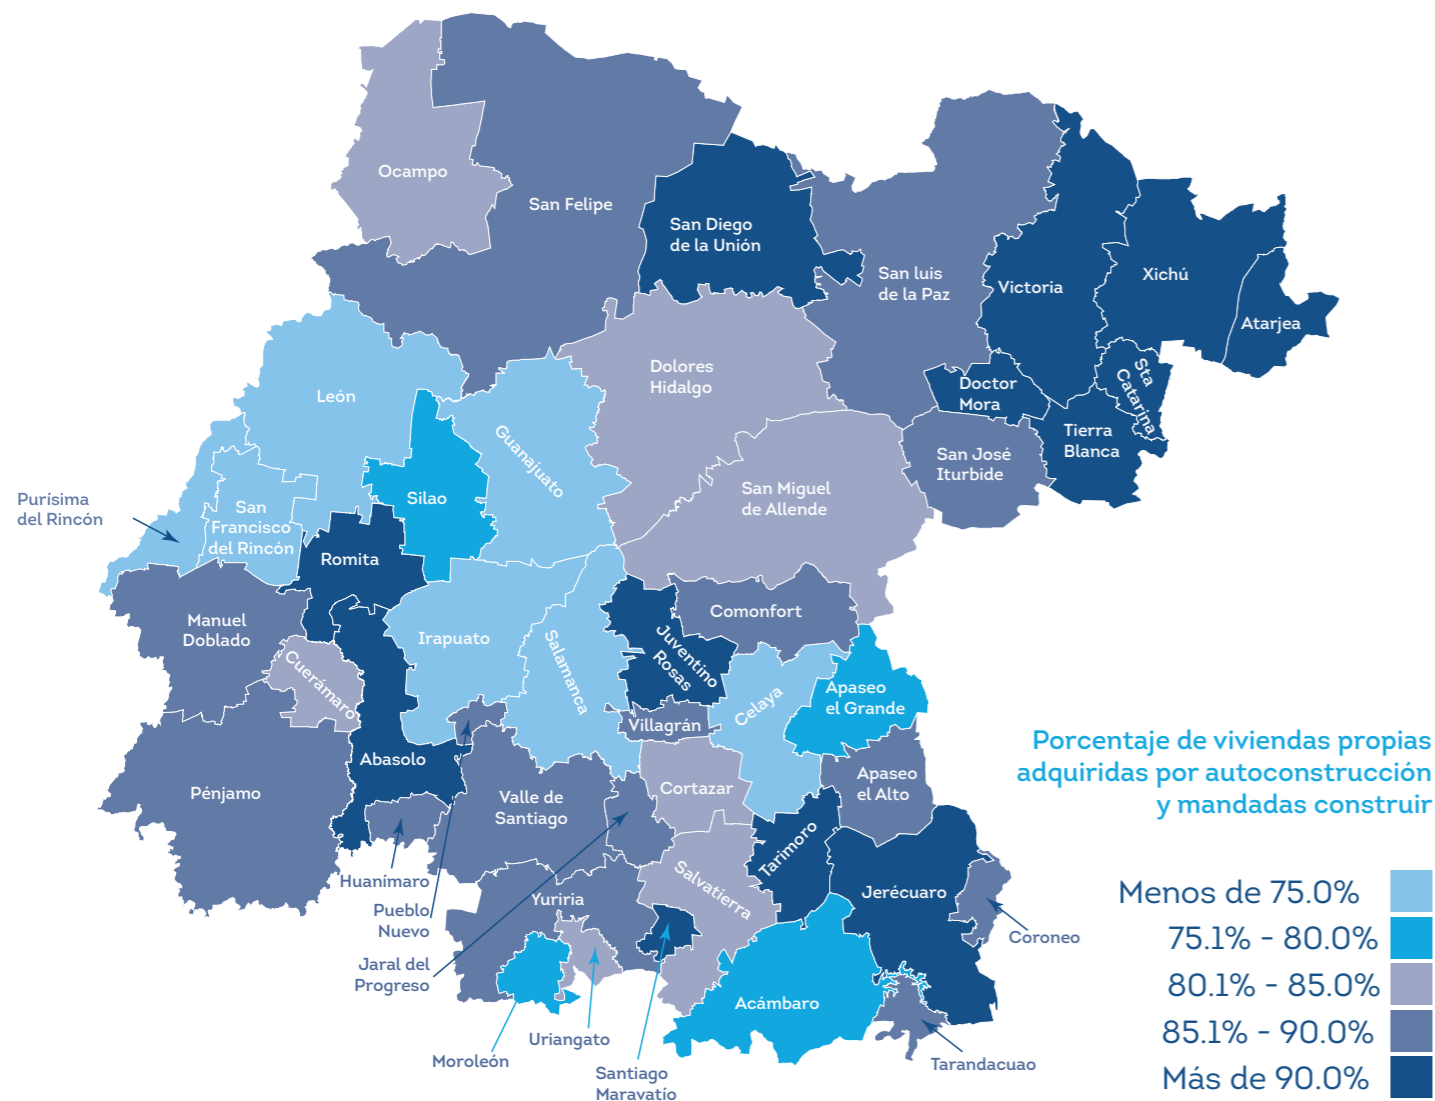 Ocampo
San Felipe
San Diego
de la Unión
San luis
de la Paz
Victoria
Xichú
Atarjea
Dolores
Hidalgo
Doctor
Mora
Sta
Catarina
León
Guanajuato
Tierra
Blanca
San José
Iturbide
Silao
San Miguel
de Allende
Purísima
del Rincón
San
Francisco
del Rincón
Romita
Manuel
Doblado
Comonfort
Irapuato
Salamanca
Juventino
Rosas
Cuerámaro
Apaseo
el Grande
Celaya
Villagrán
Abasolo
Pénjamo
Cortazar
Apaseo
el Alto
Valle de
Santiago
Tarimoro
Huanímaro
Salvatierra
Jerécuaro
Yuriria
Pueblo
Nuevo
Coroneo
Jaral del
Progreso
Acámbaro
Uriangato
Moroleón
Tarandacuao
Santiago
Maravatío
Porcentaje de viviendas propias
adquiridas por autoconstrucción
y mandadas construir
Menos de 75.0%
75.1% - 80.0%
80.1% - 85.0%
85.1% - 90.0%
Más de 90.0%